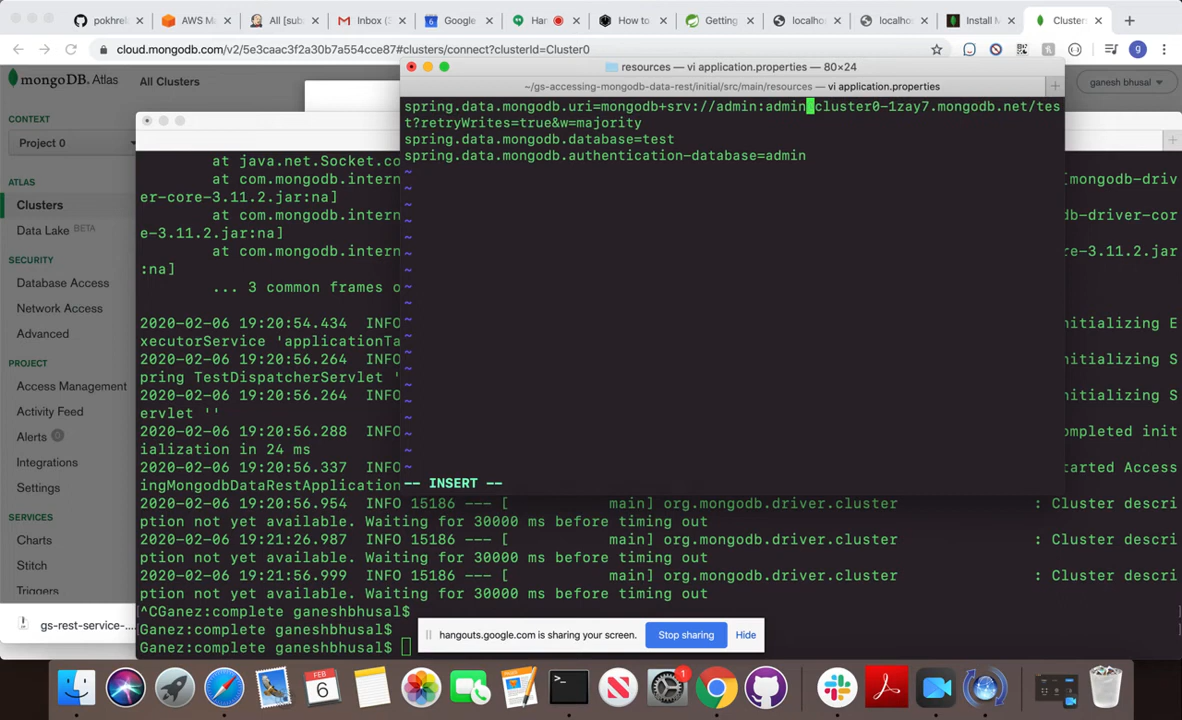 pokhreb
AWS Ma
All [sub
Inbox (3
Google
Han
How to
Getting
localhos
localhos
Install M
Clusters
cloud.mongodb.com/v2/5e3caac3f2a30b7a554cce87#clusters/connect?clusterId=Cluster0
g
mongoDB. Atlas
All Clusters
ganesh bhusal
CONTEXT
Project 0
ATLAS
Clusters
Data Lake BETA
SECURITY
Database Access
Network Access
Advanced
PROJECT
Access Management
Activity Feed
Alerts 0
Integrations
Settings
SERVICES
Charts
Stitch
Triggers
resources — vi application.properties — 80×24
~/gs-accessing-mongodb-data-rest/initial/src/main/resources — vi application.properties
spring.data.mongodb.uri=mongodb+srv://admin:admin cluster0-1zay7.mongodb.net/tes
t?retryWrites=true&w=majority
spring.data.mongodb.database=test
spring.data.mongodb.authentication-database=admin
-- INSERT --
at java.net.Socket.co
at com.mongodb.intern [mongodb-driv
er-core-3.11.2.jar:na]
at com.mongodb.intern db-driver-cor
e-3.11.2.jar:na]
at com.mongodb.intern re-3.11.2.jar
:na]
... 3 common frames o
2020-02-06 19:20:54.434 INFO nitializing E
xecutorService 'applicationTa
2020-02-06 19:20:56.264 INFO nitializing S
pring TestDispatcherServlet '
2020-02-06 19:20:56.264 INFO nitializing S
ervlet ''
2020-02-06 19:20:56.288 INFO ompleted init
ialization in 24 ms
2020-02-06 19:20:56.337 INFO tarted Access
ingMongodbDataRestApplication
2020-02-06 19:20:56.954 INFO 15186 --- [ main] org.mongodb.driver.cluster : Cluster descri
ption not yet available. Waiting for 30000 ms before timing out
2020-02-06 19:21:26.987 INFO 15186 --- [ main] org.mongodb.driver.cluster : Cluster descri
ption not yet available. Waiting for 30000 ms before timing out
2020-02-06 19:21:56.999 INFO 15186 --- [ main] org.mongodb.driver.cluster : Cluster descri
ption not yet available. Waiting for 30000 ms before timing out
^CGanez:complete ganeshbhusal$
Ganez:complete ganeshbhusal$
Ganez:complete ganeshbhusal$
gs-rest-service-....
hangouts.google.com is sharing your screen.
Stop sharing
Hide
FEB
6
1